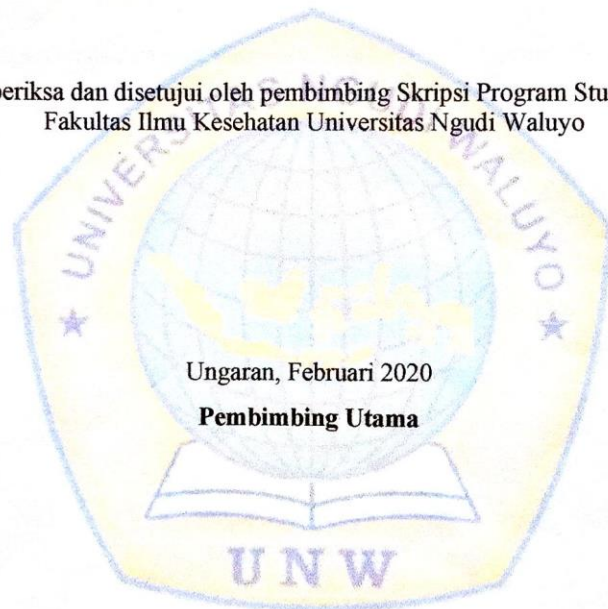 periksa dan disetujui oleh pembimbing Skripsi Program Stu
Fakultas Ilmu Kesehatan Universitas Ngudi Waluyo
★ UNIVERSITAS NGUDI WALUYO ★
Ungaran, Februari 2020
Pembimbing Utama
UNW